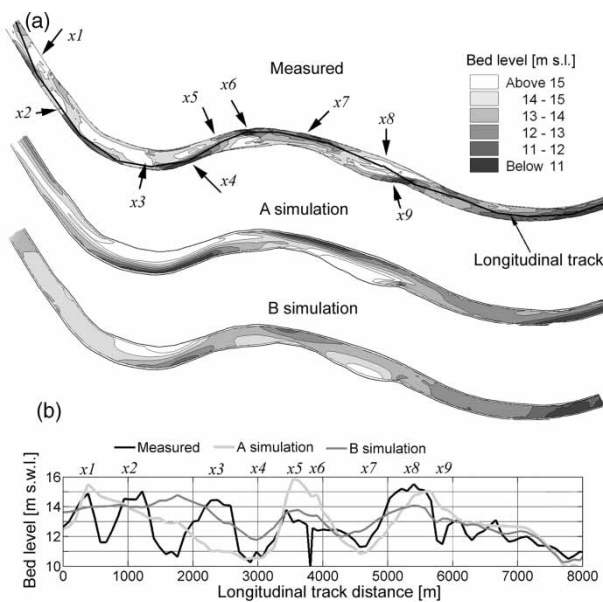 (a)
x1
x2
x3
x4
x5
x6
x7
x8
x9
Measured
Bed level [m s.l.]
Above 15
14 - 15
13 - 14
12 - 13
11 - 12
Below 11
A simulation
Longitudinal track
B simulation
(b)
Measured A simulation B simulation
x1 x2 x3 x4 x5 x6 x7 x8 x9
Bed level [m s.w.l.]
16
14
12
10
0 1000 2000 3000 4000 5000 6000 7000 8000
Longitudinal track distance [m]